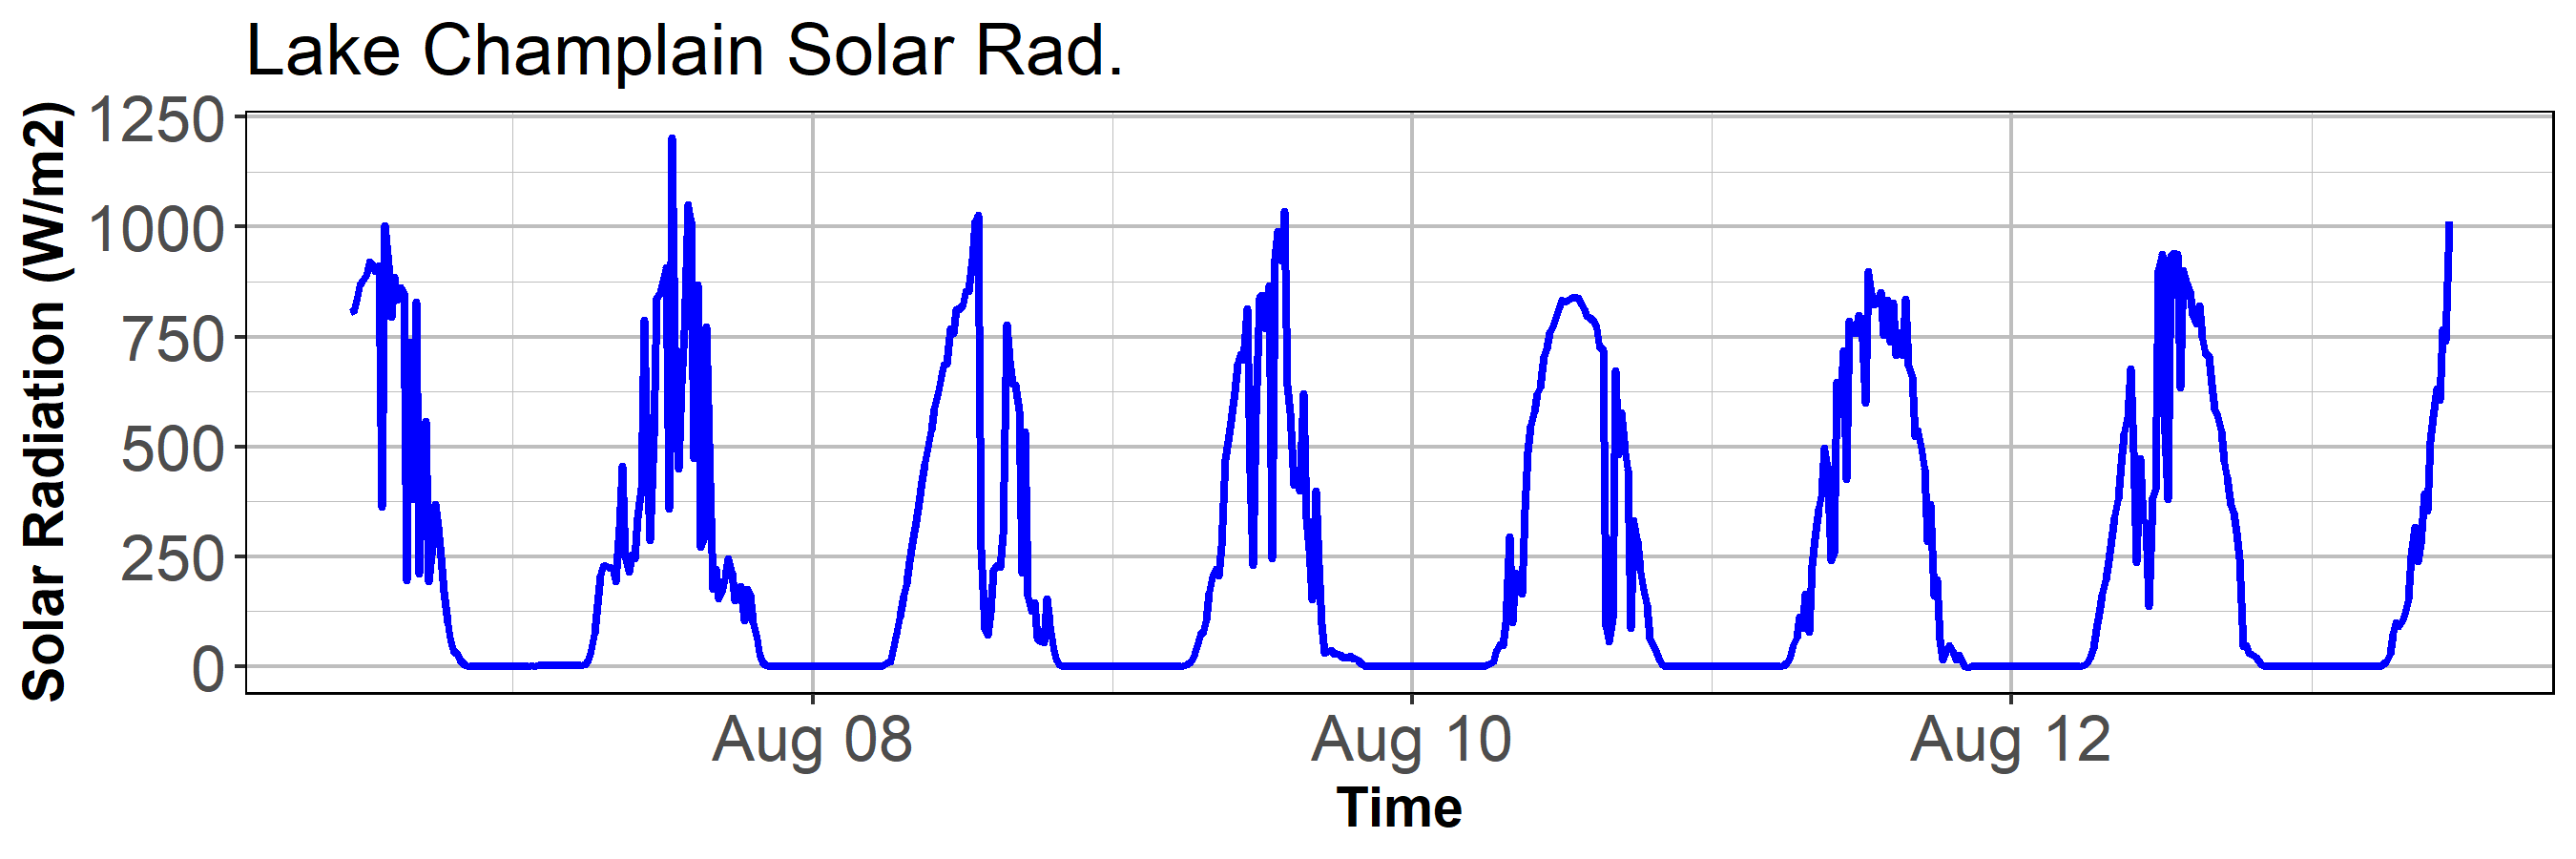 Lake Champlain Solar Rad.
Solar Radiation (W/m2)
1250
1000
750
500
250
0
Aug 08
Aug 10
Aug 12
Time